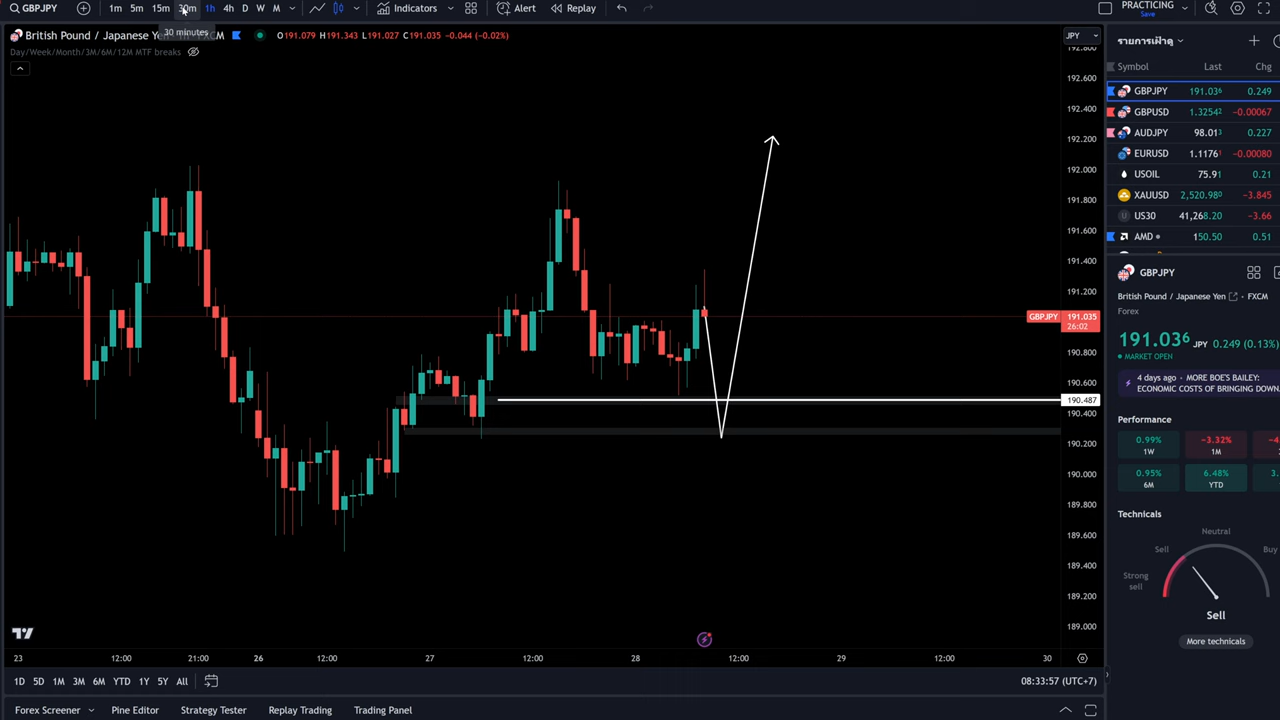 GBPJPY 1m 5m 15m 30m 1h 4h D W M Indicators Alert Replay PRACTICING Save
30 minutes
British Pound / Japanese Yen FXCM O191.079 H191.343 L191.027 C191.035 -0.044 (-0.02%)
Day/Week/Month/3M/6M/12M MTF breaks
JPY
192.800
192.600
192.400
192.200
192.000
191.800
191.600
191.400
191.200
GBPJPY 191.035
26:02
190.800
190.600
190.487
190.400
190.200
190.000
189.800
189.600
189.400
189.200
189.000
23 12:00 21:00 26 12:00 27 12:00 28 12:00 29 12:00 30
1D 5D 1M 3M 6M YTD 1Y 5Y All 08:33:57 (UTC+7)
Forex Screener Pine Editor Strategy Tester Replay Trading Trading Panel
รายการเฝ้าดู
Symbol Last Chg
GBPJPY 191.036 0.249
GBPUSD 1.32542 −0.00067
AUDJPY 98.013 0.227
EURUSD 1.11761 −0.00080
USOIL 75.91 0.21
XAUUSD 2,520.980 −3.845
US30 41,268.20 −3.66
AMD 150.50 0.51
GBPJPY
British Pound / Japanese Yen FXCM
Forex
191.036 JPY 0.249 (0.13%)
MARKET OPEN
4 days ago - MORE BOE'S BAILEY:
ECONOMIC COSTS OF BRINGING DOWN
Performance
0.99% −3.32%
1W 1M
0.95% 6.48%
6M YTD
Technicals
Neutral
Sell Buy
Strong
sell
Sell
More technicals